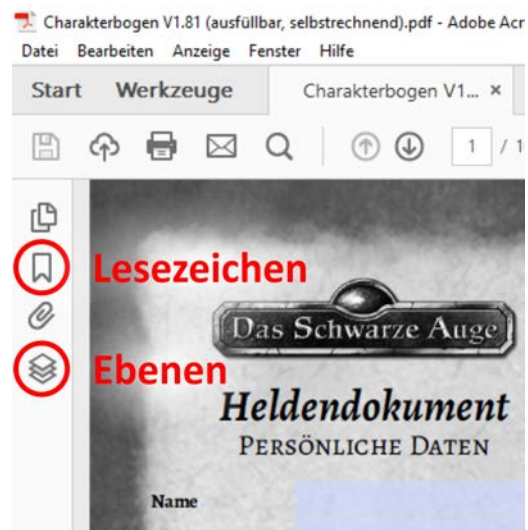 Charakterbogen V1.81 (ausfüllbar, selbstrechnend).pdf - Adobe Acr
Datei Bearbeiten Anzeige Fenster Hilfe
Start Werkzeuge Charakterbogen V1... ×
1 / 1
Lesezeichen
Das Schwarze Auge
Ebenen
Heldendokument
Persönliche Daten
Name